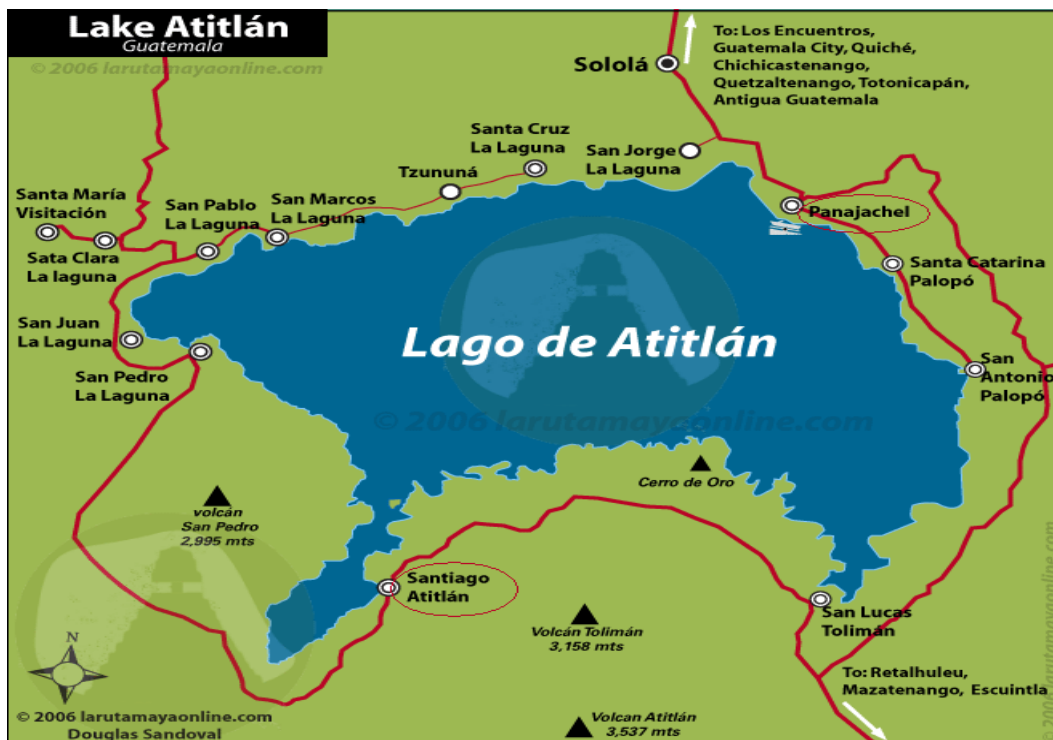 Lake Atitlán
Guatemala
© 2006 larutamayaonline.com
To: Los Encuentros,
Guatemala City, Quiché,
Chichicastenango,
Quetzaltenango, Totonicapán,
Antigua Guatemala
Sololá
Santa Cruz
La Laguna
San Jorge
La Laguna
Tzununá
Santa María
Visitación
San Pablo
La Laguna
San Marcos
La Laguna
Panajachel
Sata Clara
La laguna
Santa Catarina
Palopó
San Juan
La Laguna
Lago de Atitlán
San Pedro
La Laguna
San
Antonio
Palopó
© 2006 larutamayaonline.com
Cerro de Oro
volcán
San Pedro
2,995 mts
Santiago
Atitlán
San Lucas
Tolimán
Volcán Tolimán
3,158 mts
N
To: Retalhuleu,
Mazatenango, Escuintla
© 2006 larutamayaonline.com
Douglas Sandoval
Volcan Atitlán
3,537 mts
© 2006 larutamayaonline.com